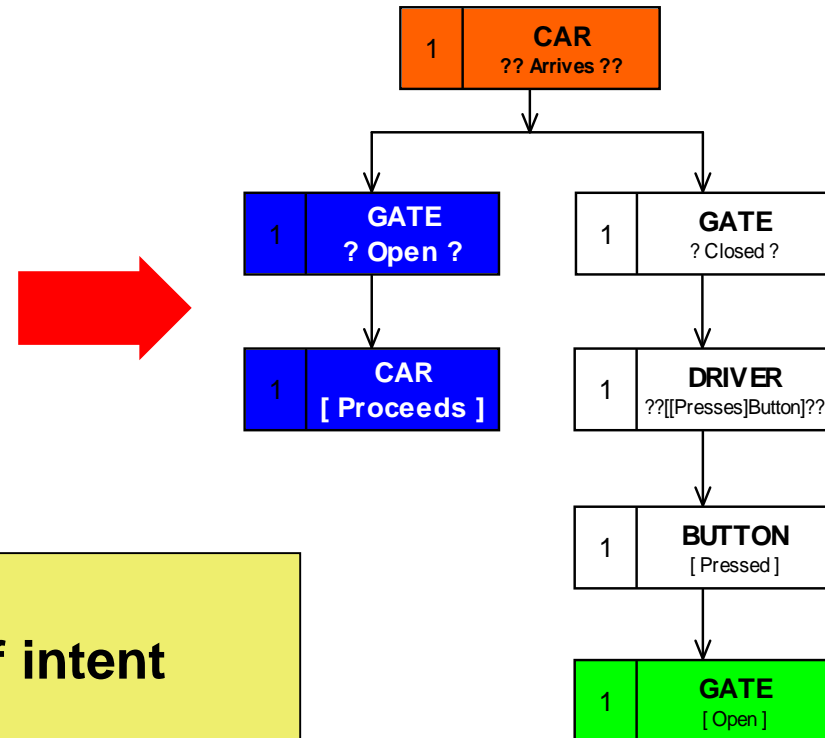 1
CAR
?? Arrives ??
1
GATE
? Open ?
1
GATE
? Closed ?
1
CAR
[ Proceeds ]
1
DRIVER
??[[Presses]Button]??
1
BUTTON
[ Pressed ]
f intent
1
GATE
[ Open ]